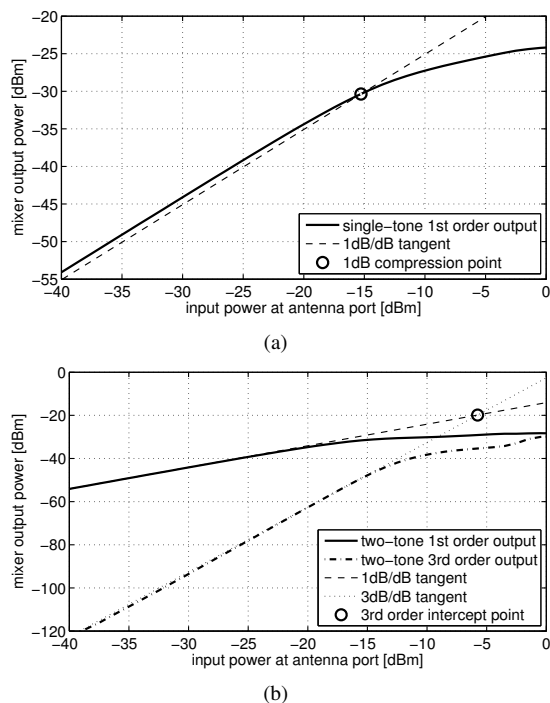 −20
−25
−30
−35
−40
−45
−50
−55
mixer output power [dBm]
single−tone 1st order output
1dB/dB tangent
1dB compression point
−40 −35 −30 −25 −20 −15 −10 −5 0
input power at antenna port [dBm]
(a)
0
−20
−40
−60
−80
−100
−120
mixer output power [dBm]
two−tone 1st order output
two−tone 3rd order output
1dB/dB tangent
3dB/dB tangent
3rd order intercept point
−40 −35 −30 −25 −20 −15 −10 −5 0
input power at antenna port [dBm]
(b)